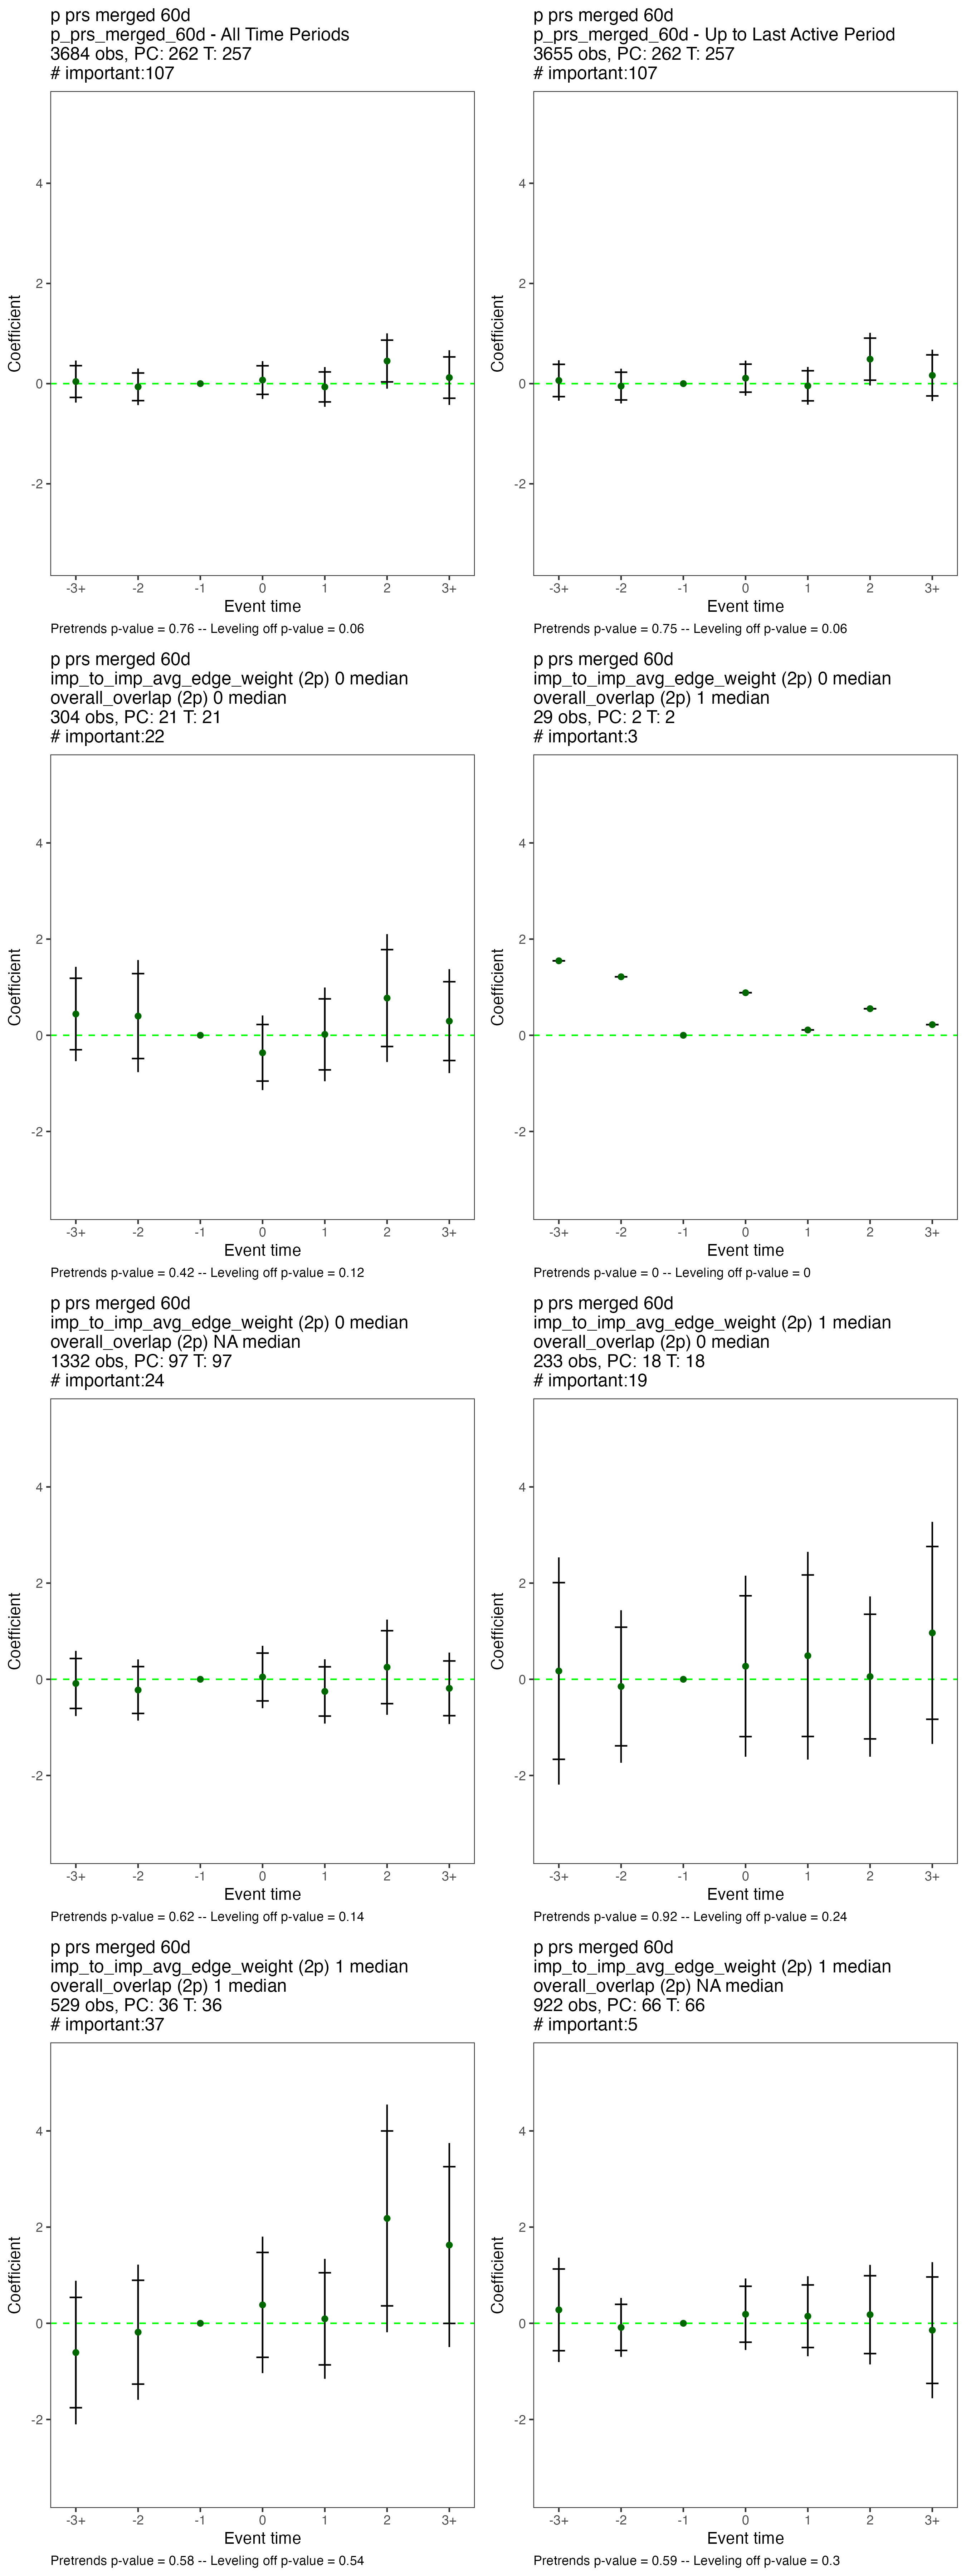 p prs merged 60d
p_prs_merged_60d - All Time Periods
3684 obs, PC: 262 T: 257
# important:107
Coefficient
4
2
0
-2
-3+ -2 -1 0 1 2 3+
Event time
Pretrends p-value = 0.76 -- Leveling off p-value = 0.06
p prs merged 60d
p_prs_merged_60d - Up to Last Active Period
3655 obs, PC: 262 T: 257
# important:107
Coefficient
4
2
0
-2
-3+ -2 -1 0 1 2 3+
Event time
Pretrends p-value = 0.75 -- Leveling off p-value = 0.06
p prs merged 60d
imp_to_imp_avg_edge_weight (2p) 0 median
overall_overlap (2p) 0 median
304 obs, PC: 21 T: 21
# important:22
Coefficient
4
2
0
-2
-3+ -2 -1 0 1 2 3+
Event time
Pretrends p-value = 0.42 -- Leveling off p-value = 0.12
p prs merged 60d
imp_to_imp_avg_edge_weight (2p) 0 median
overall_overlap (2p) 1 median
29 obs, PC: 2 T: 2
# important:3
Coefficient
4
2
0
-2
-3+ -2 -1 0 1 2 3+
Event time
Pretrends p-value = 0 -- Leveling off p-value = 0
p prs merged 60d
imp_to_imp_avg_edge_weight (2p) 0 median
overall_overlap (2p) NA median
1332 obs, PC: 97 T: 97
# important:24
Coefficient
4
2
0
-2
-3+ -2 -1 0 1 2 3+
Event time
Pretrends p-value = 0.62 -- Leveling off p-value = 0.14
p prs merged 60d
imp_to_imp_avg_edge_weight (2p) 1 median
overall_overlap (2p) 0 median
233 obs, PC: 18 T: 18
# important:19
Coefficient
4
2
0
-2
-3+ -2 -1 0 1 2 3+
Event time
Pretrends p-value = 0.92 -- Leveling off p-value = 0.24
p prs merged 60d
imp_to_imp_avg_edge_weight (2p) 1 median
overall_overlap (2p) 1 median
529 obs, PC: 36 T: 36
# important:37
Coefficient
4
2
0
-2
-3+ -2 -1 0 1 2 3+
Event time
Pretrends p-value = 0.58 -- Leveling off p-value = 0.54
p prs merged 60d
imp_to_imp_avg_edge_weight (2p) 1 median
overall_overlap (2p) NA median
922 obs, PC: 66 T: 66
# important:5
Coefficient
4
2
0
-2
-3+ -2 -1 0 1 2 3+
Event time
Pretrends p-value = 0.59 -- Leveling off p-value = 0.3